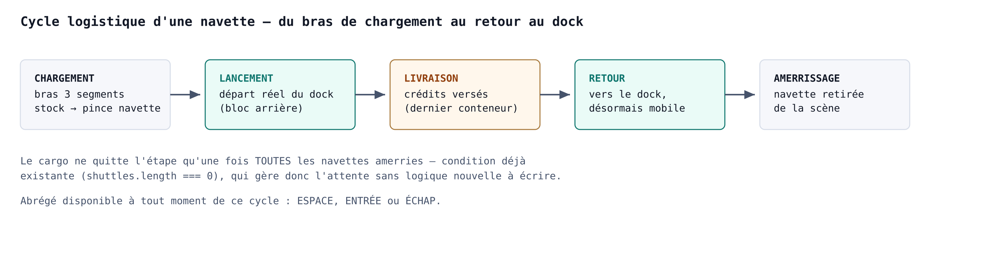 Cycle logistique d'une navette — du bras de chargement au retour au dock
CHARGEMENT
bras 3 segments
stock → pince navette
LANCEMENT
départ réel du dock
(bloc arrière)
LIVRAISON
crédits versés
(dernier conteneur)
RETOUR
vers le dock,
désormais mobile
AMERRISSAGE
navette retirée
de la scène
Le cargo ne quitte l'étape qu'une fois TOUTES les navettes amerries — condition déjà
existante (shuttles.length === 0), qui gère donc l'attente sans logique nouvelle à écrire.
Abrégé disponible à tout moment de ce cycle : ESPACE, ENTRÉE ou ÉCHAP.